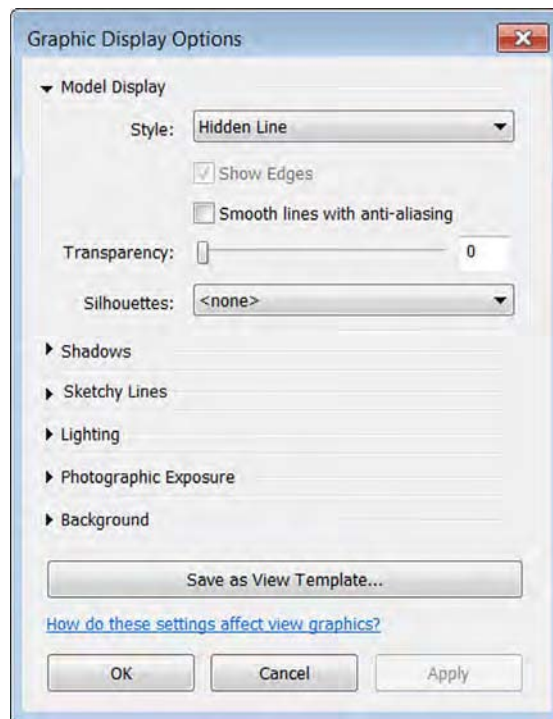 Graphic Display Options
Model Display
Style: Hidden Line
Show Edges
Smooth lines with anti-aliasing
Transparency: 0
Silhouettes: <none>
Shadows
Sketchy Lines
Lighting
Photographic Exposure
Background
Save as View Template...
How do these settings affect view graphics?
OK Cancel Apply